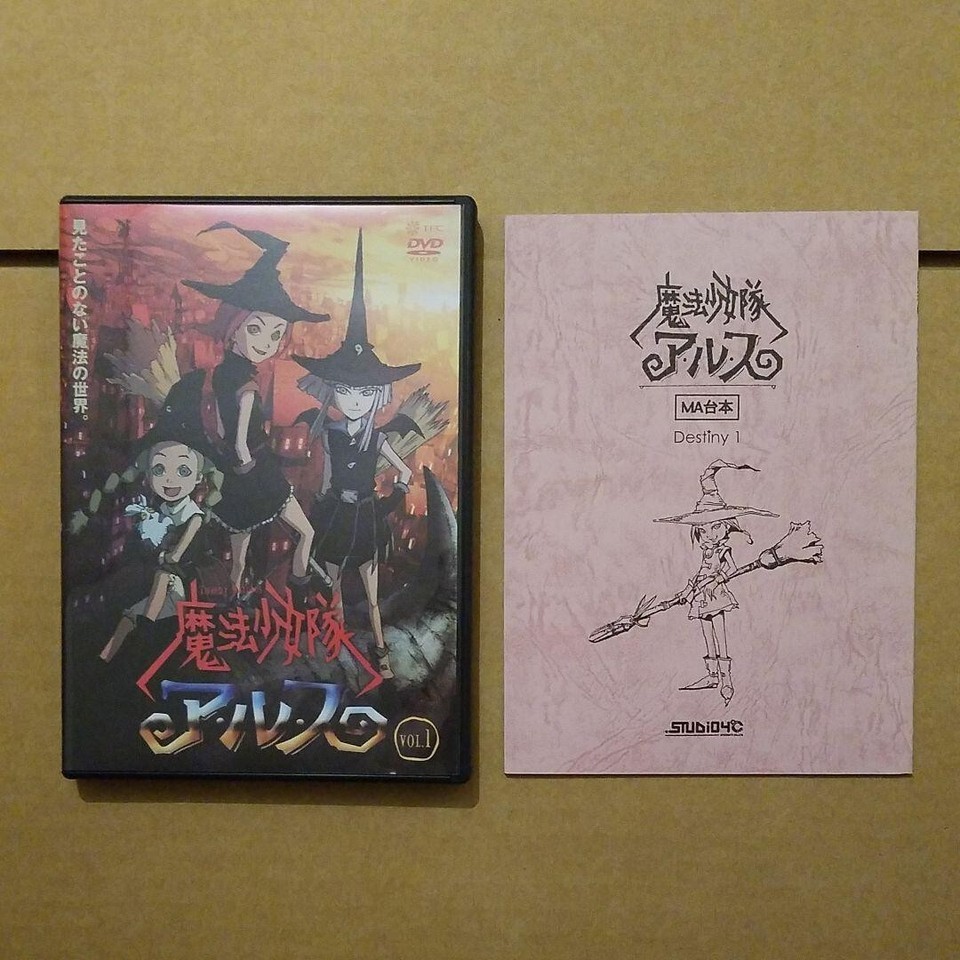 見たことのない魔法の世界。
DVD
VIDEO
9
魔法少女隊
アルス
VOL.1
魔法少女隊
ア・ル・ス
MA台本
Destiny 1
STUDIO4℃